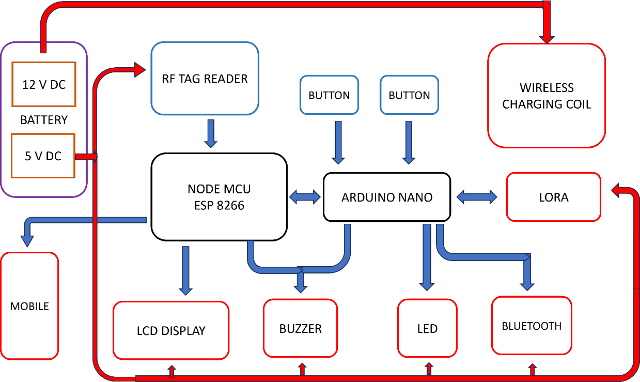 12 V DC
BATTERY
5 V DC
RF TAG READER
BUTTON
BUTTON
WIRELESS
CHARGING COIL
NODE MCU
ESP 8266
ARDUINO NANO
LORA
MOBILE
LCD DISPLAY
BUZZER
LED
BLUETOOTH